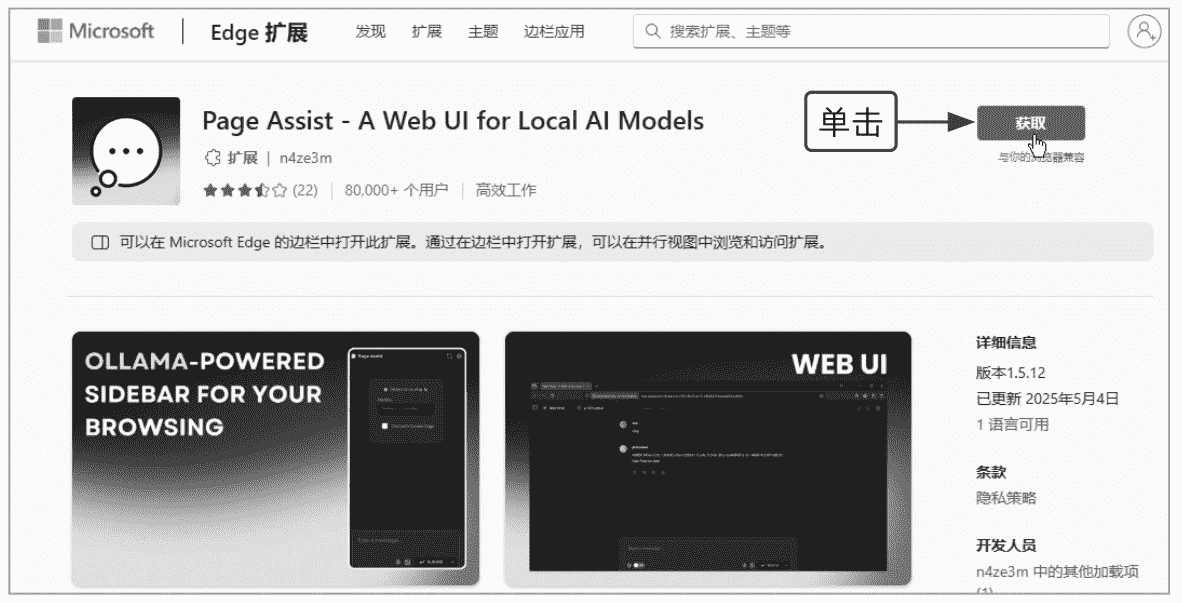 Microsoft
Edge 扩展
发现
扩展
主题
边栏应用
搜索扩展、主题等
Page Assist - A Web UI for Local AI Models
扩展 | n4ze3m
(22)
80,000+ 个用户
高效工作
单击
获取
与你的浏览器兼容
可以在 Microsoft Edge 的边栏中打开此扩展。通过在边栏中打开扩展，可以在并行视图中浏览和访问扩展。
OLLAMA-POWERED
SIDEBAR FOR YOUR
BROWSING
Page Assist
WEB UI
详细信息
版本1.5.12
已更新 2025年5月4日
1 语言可用
条款
隐私策略
开发人员
n4ze3m 中的其他加载项
(1)